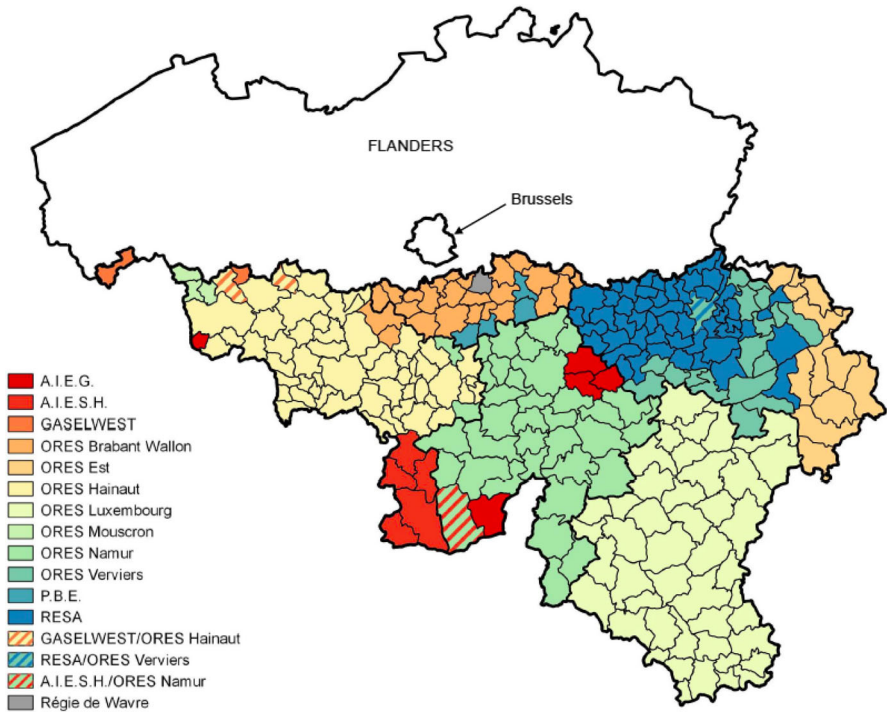 FLANDERS
Brussels
A.I.E.G.
A.I.E.S.H.
GASELWEST
ORES Brabant Wallon
ORES Est
ORES Hainaut
ORES Luxembourg
ORES Mouscron
ORES Namur
ORES Verviers
P.B.E.
RESA
GASELWEST/ORES Hainaut
RESA/ORES Verviers
A.I.E.S.H./ORES Namur
Régie de Wavre